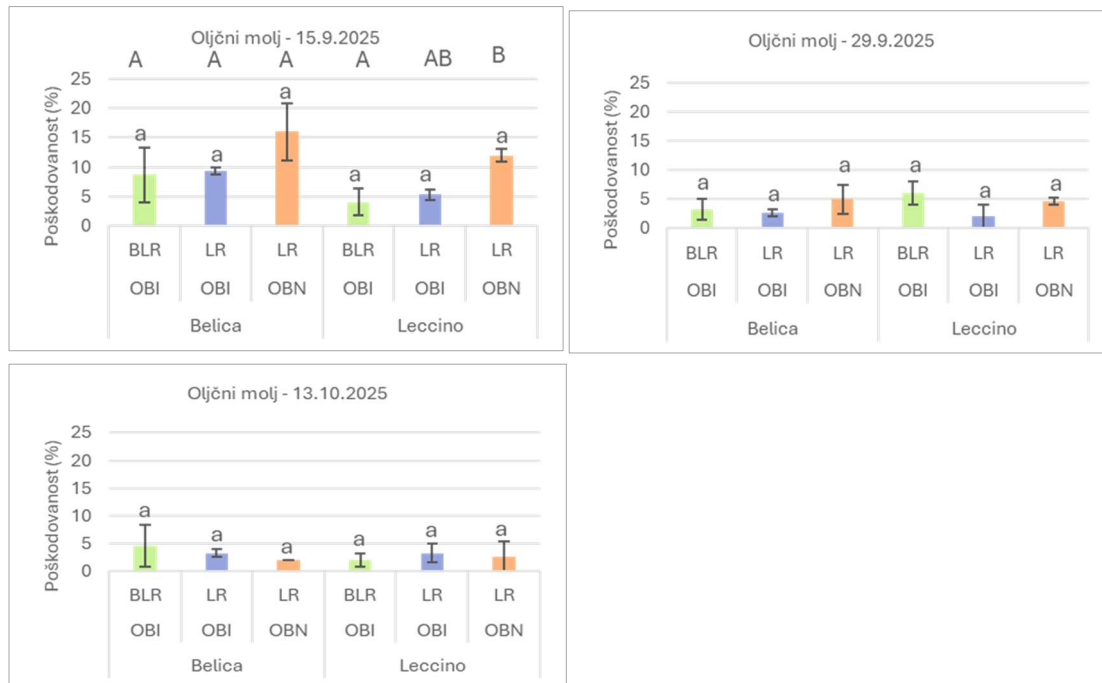 Oljčni molj - 15.9.2025
A A A A AB B
Poškodovanost (%)
25
20
15
10
5
0
a a a a a a
BLR LR LR BLR LR LR
OBI OBI OBN OBI OBI OBN
Belica Leccino
Oljčni molj - 29.9.2025
Poškodovanost (%)
25
20
15
10
5
0
a a a a a a
BLR LR LR BLR LR LR
OBI OBI OBN OBI OBI OBN
Belica Leccino
Oljčni molj - 13.10.2025
Poškodovanost (%)
25
20
15
10
5
0
a a a a a a
BLR LR LR BLR LR LR
OBI OBI OBN OBI OBI OBN
Belica Leccino